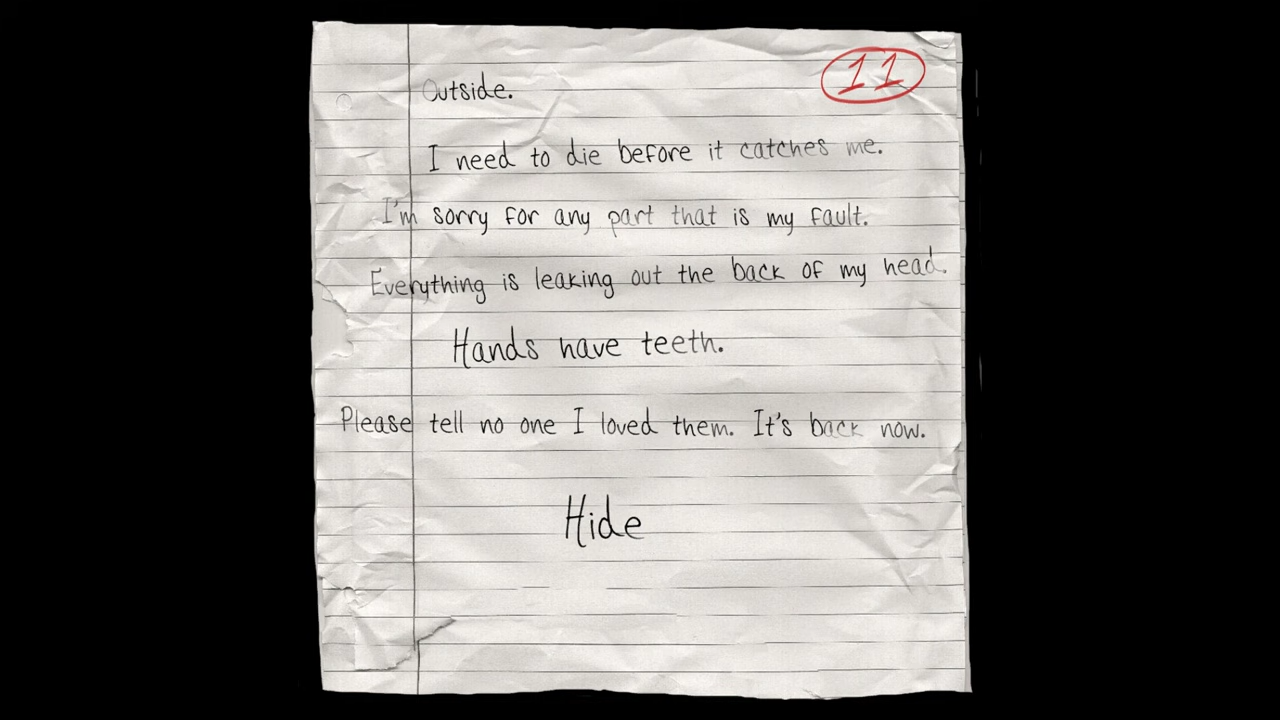 11
Outside.
I need to die before it catches me.
I'm sorry for any part that is my fault.
Everything is leaking out the back of my head.
Hands have teeth.
Please tell no one I loved them. It's back now.
Hide